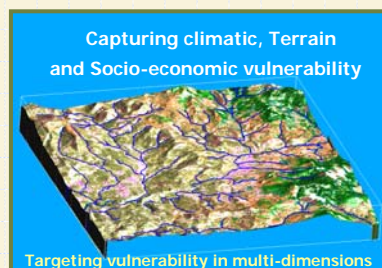 Capturing climatic, Terrain
and Socio-economic vulnerability
Targeting vulnerability in multi-dimensions